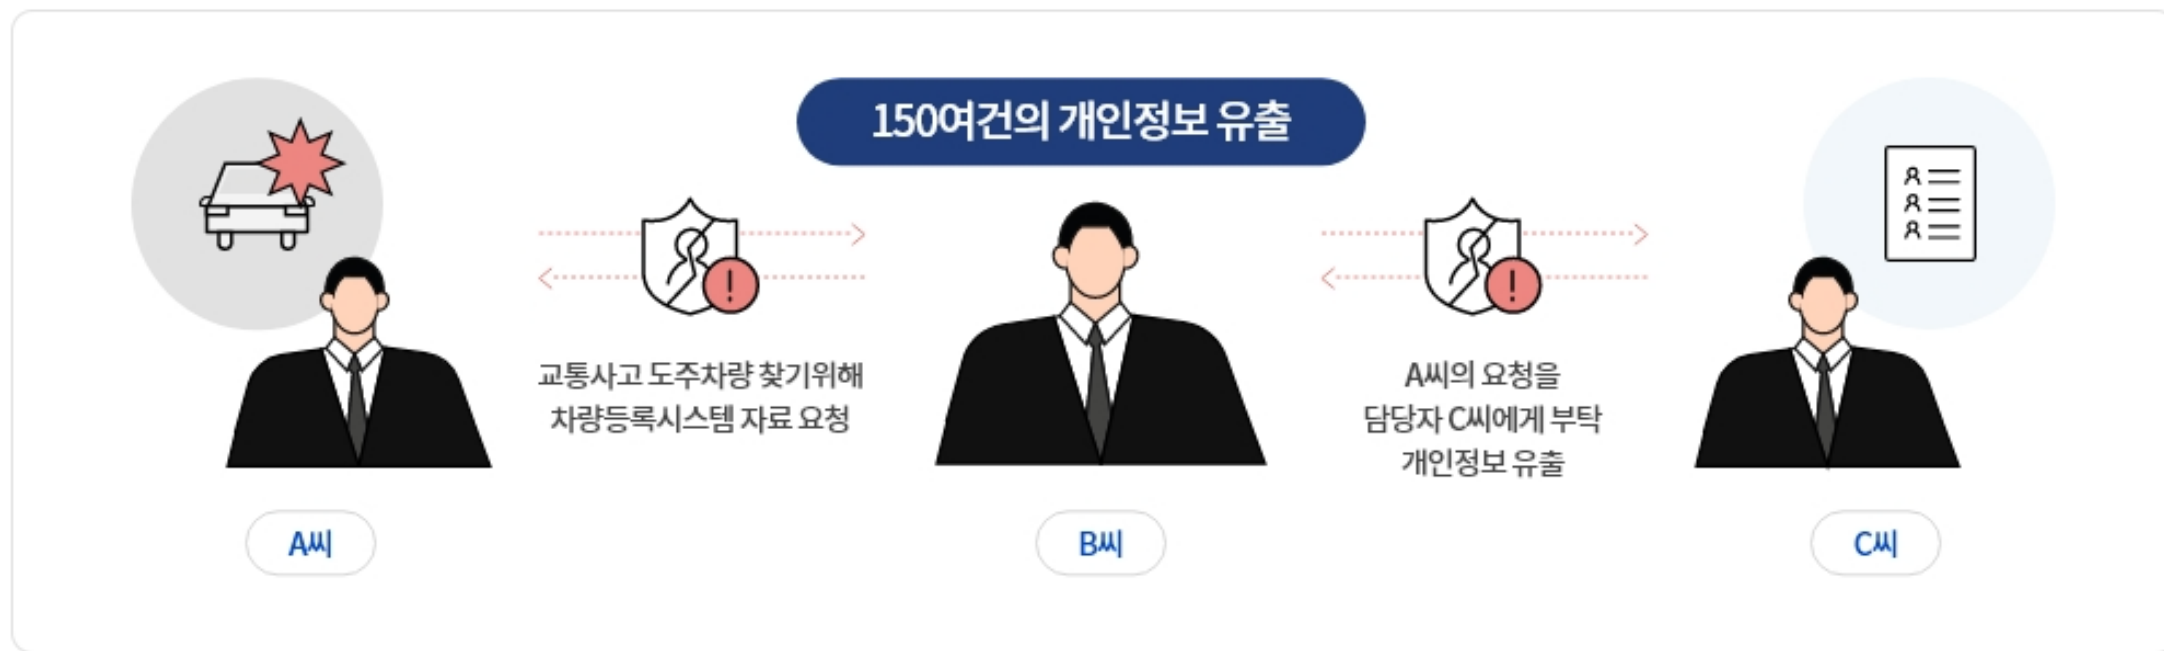 150여건의 개인정보 유출
교통사고 도주차량 찾기위해
차량등록시스템 자료 요청
A씨의 요청을
담당자 C씨에게 부탁
개인정보 유출
A씨
B씨
C씨